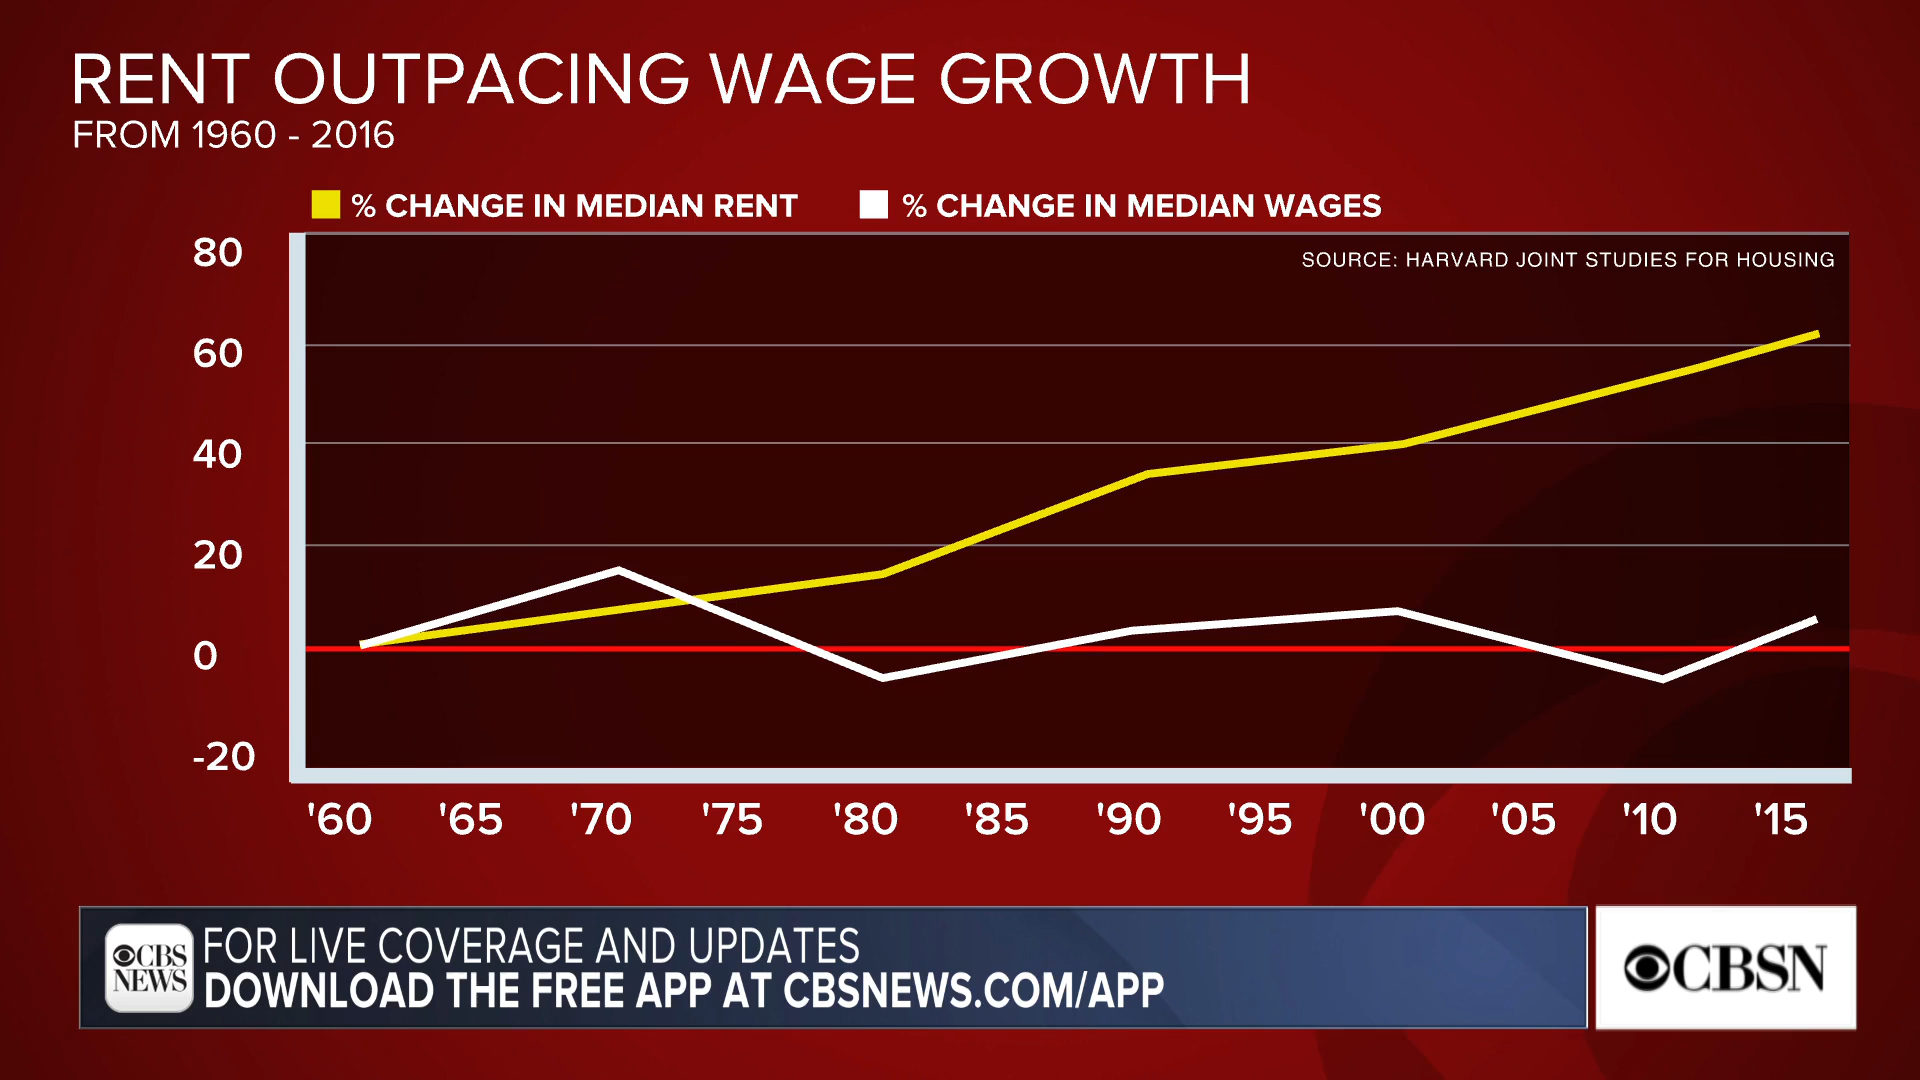 RENT OUTPACING WAGE GROWTH
FROM 1960 - 2016
% CHANGE IN MEDIAN RENT
% CHANGE IN MEDIAN WAGES
SOURCE: HARVARD JOINT STUDIES FOR HOUSING
80
60
40
20
0
-20
'60 '65 '70 '75 '80 '85 '90 '95 '00 '05 '10 '15
CBS
NEWS
FOR LIVE COVERAGE AND UPDATES
DOWNLOAD THE FREE APP AT CBSNEWS.COM/APP
CBSN